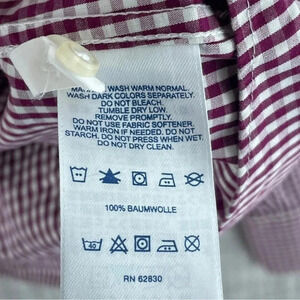 MACHINE WASH WARM NORMAL.
WASH DARK COLORS SEPARATELY.
DO NOT BLEACH.
TUMBLE DRY LOW.
REMOVE PROMPTLY.
DO NOT USE FABRIC SOFTENER.
WARM IRON IF NEEDED. DO NOT
STARCH. DO NOT PRESS WHEN WET.
DO NOT DRY CLEAN.
100% BAUMWOLLE
40
RN 62830